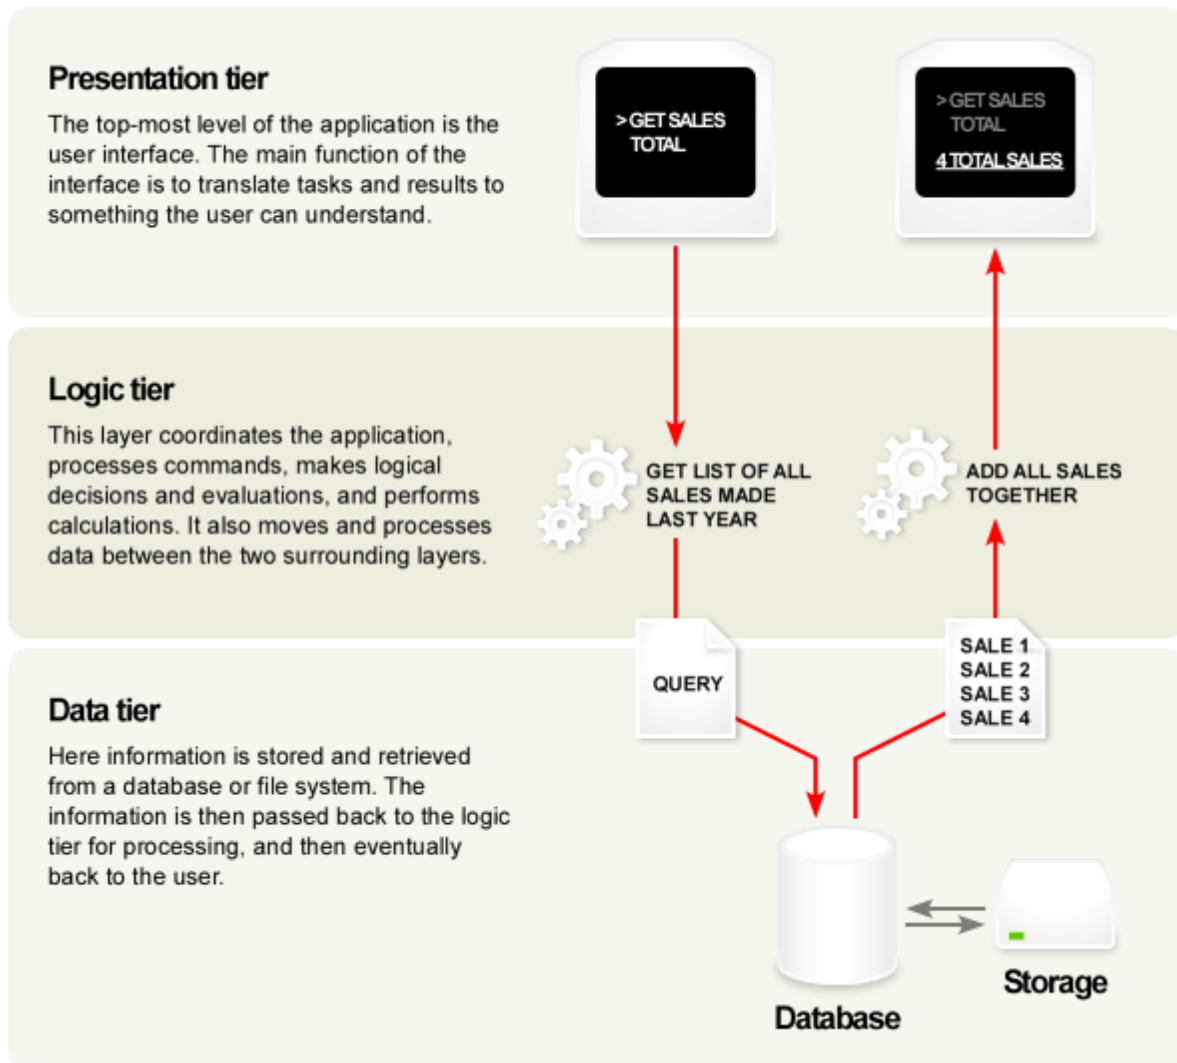 Presentation tier
The top-most level of the application is the
user interface. The main function of the
interface is to translate tasks and results to
something the user can understand.
>GET SALES
TOTAL
>GET SALES
TOTAL
4 TOTAL SALES
Logic tier
This layer coordinates the application,
processes commands, makes logical
decisions and evaluations, and performs
calculations. It also moves and processes
data between the two surrounding layers.
GET LIST OF ALL
SALES MADE
LAST YEAR
ADD ALL SALES
TOGETHER
Data tier
Here information is stored and retrieved
from a database or file system. The
information is then passed back to the logic
tier for processing, and then eventually
back to the user.
QUERY
SALE 1
SALE 2
SALE 3
SALE 4
Database
Storage